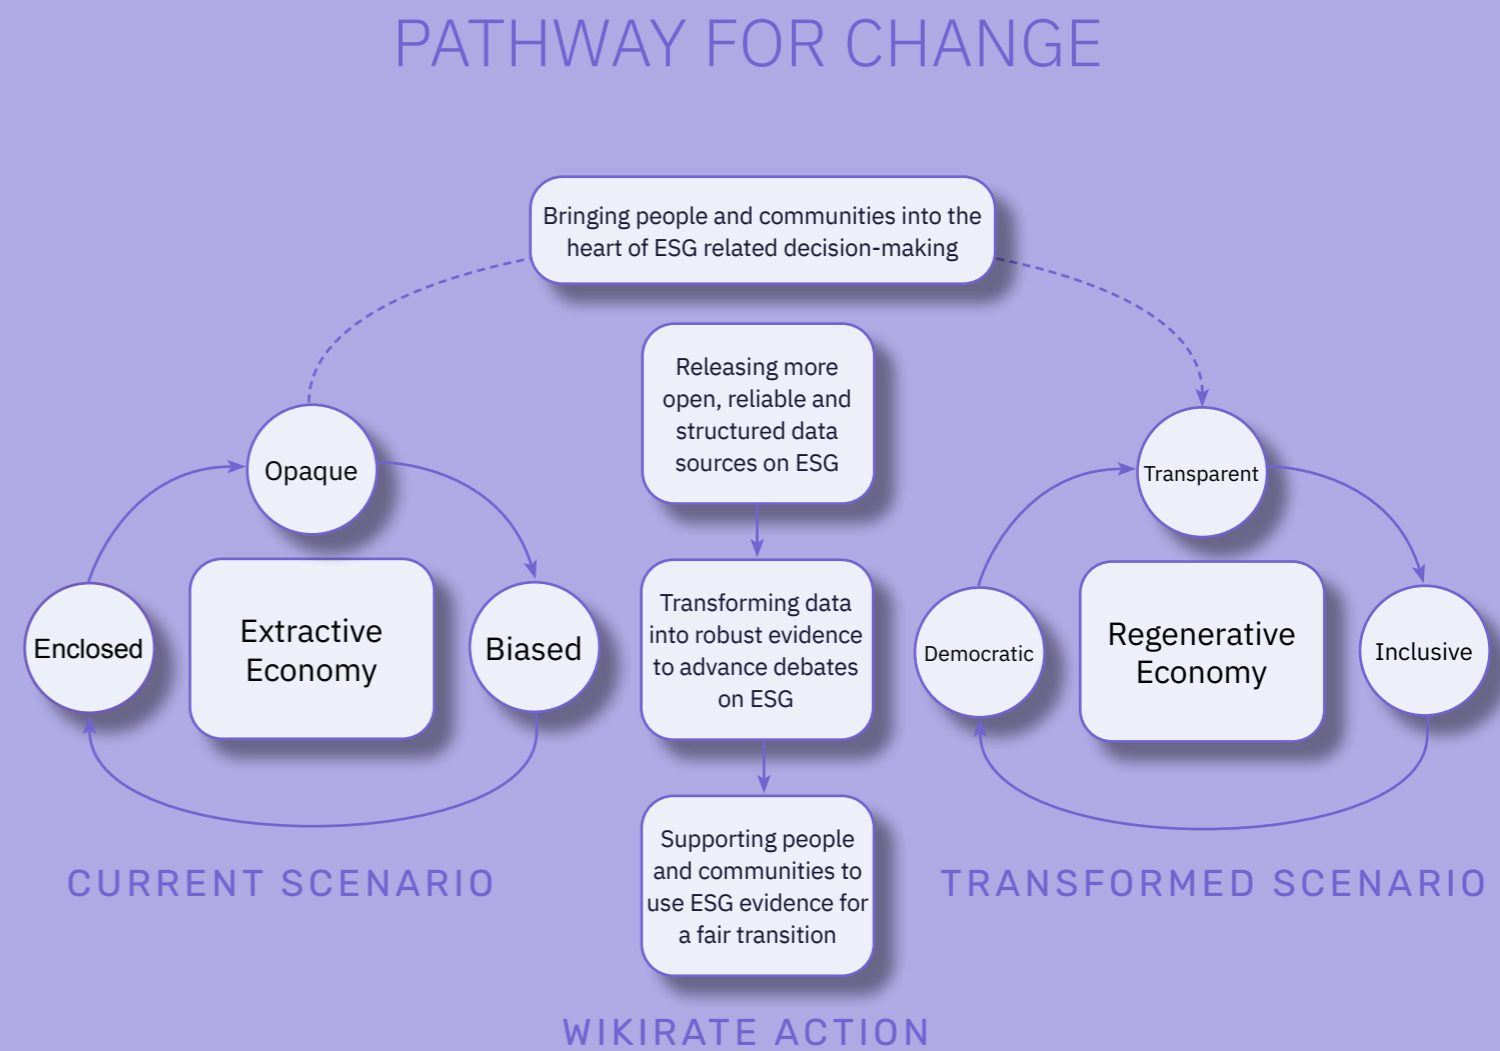 PATHWAY FOR CHANGE
Bringing people and communities into the
heart of ESG related decision-making
Opaque
Enclosed
Extractive
Economy
Biased
CURRENT SCENARIO
Releasing more
open, reliable and
structured data
sources on ESG
Transforming data
into robust evidence
to advance debates
on ESG
Supporting people
and communities to
use ESG evidence for
a fair transition
WIKIRATE ACTION
Transparent
Democratic
Regenerative
Economy
Inclusive
TRANSFORMED SCENARIO